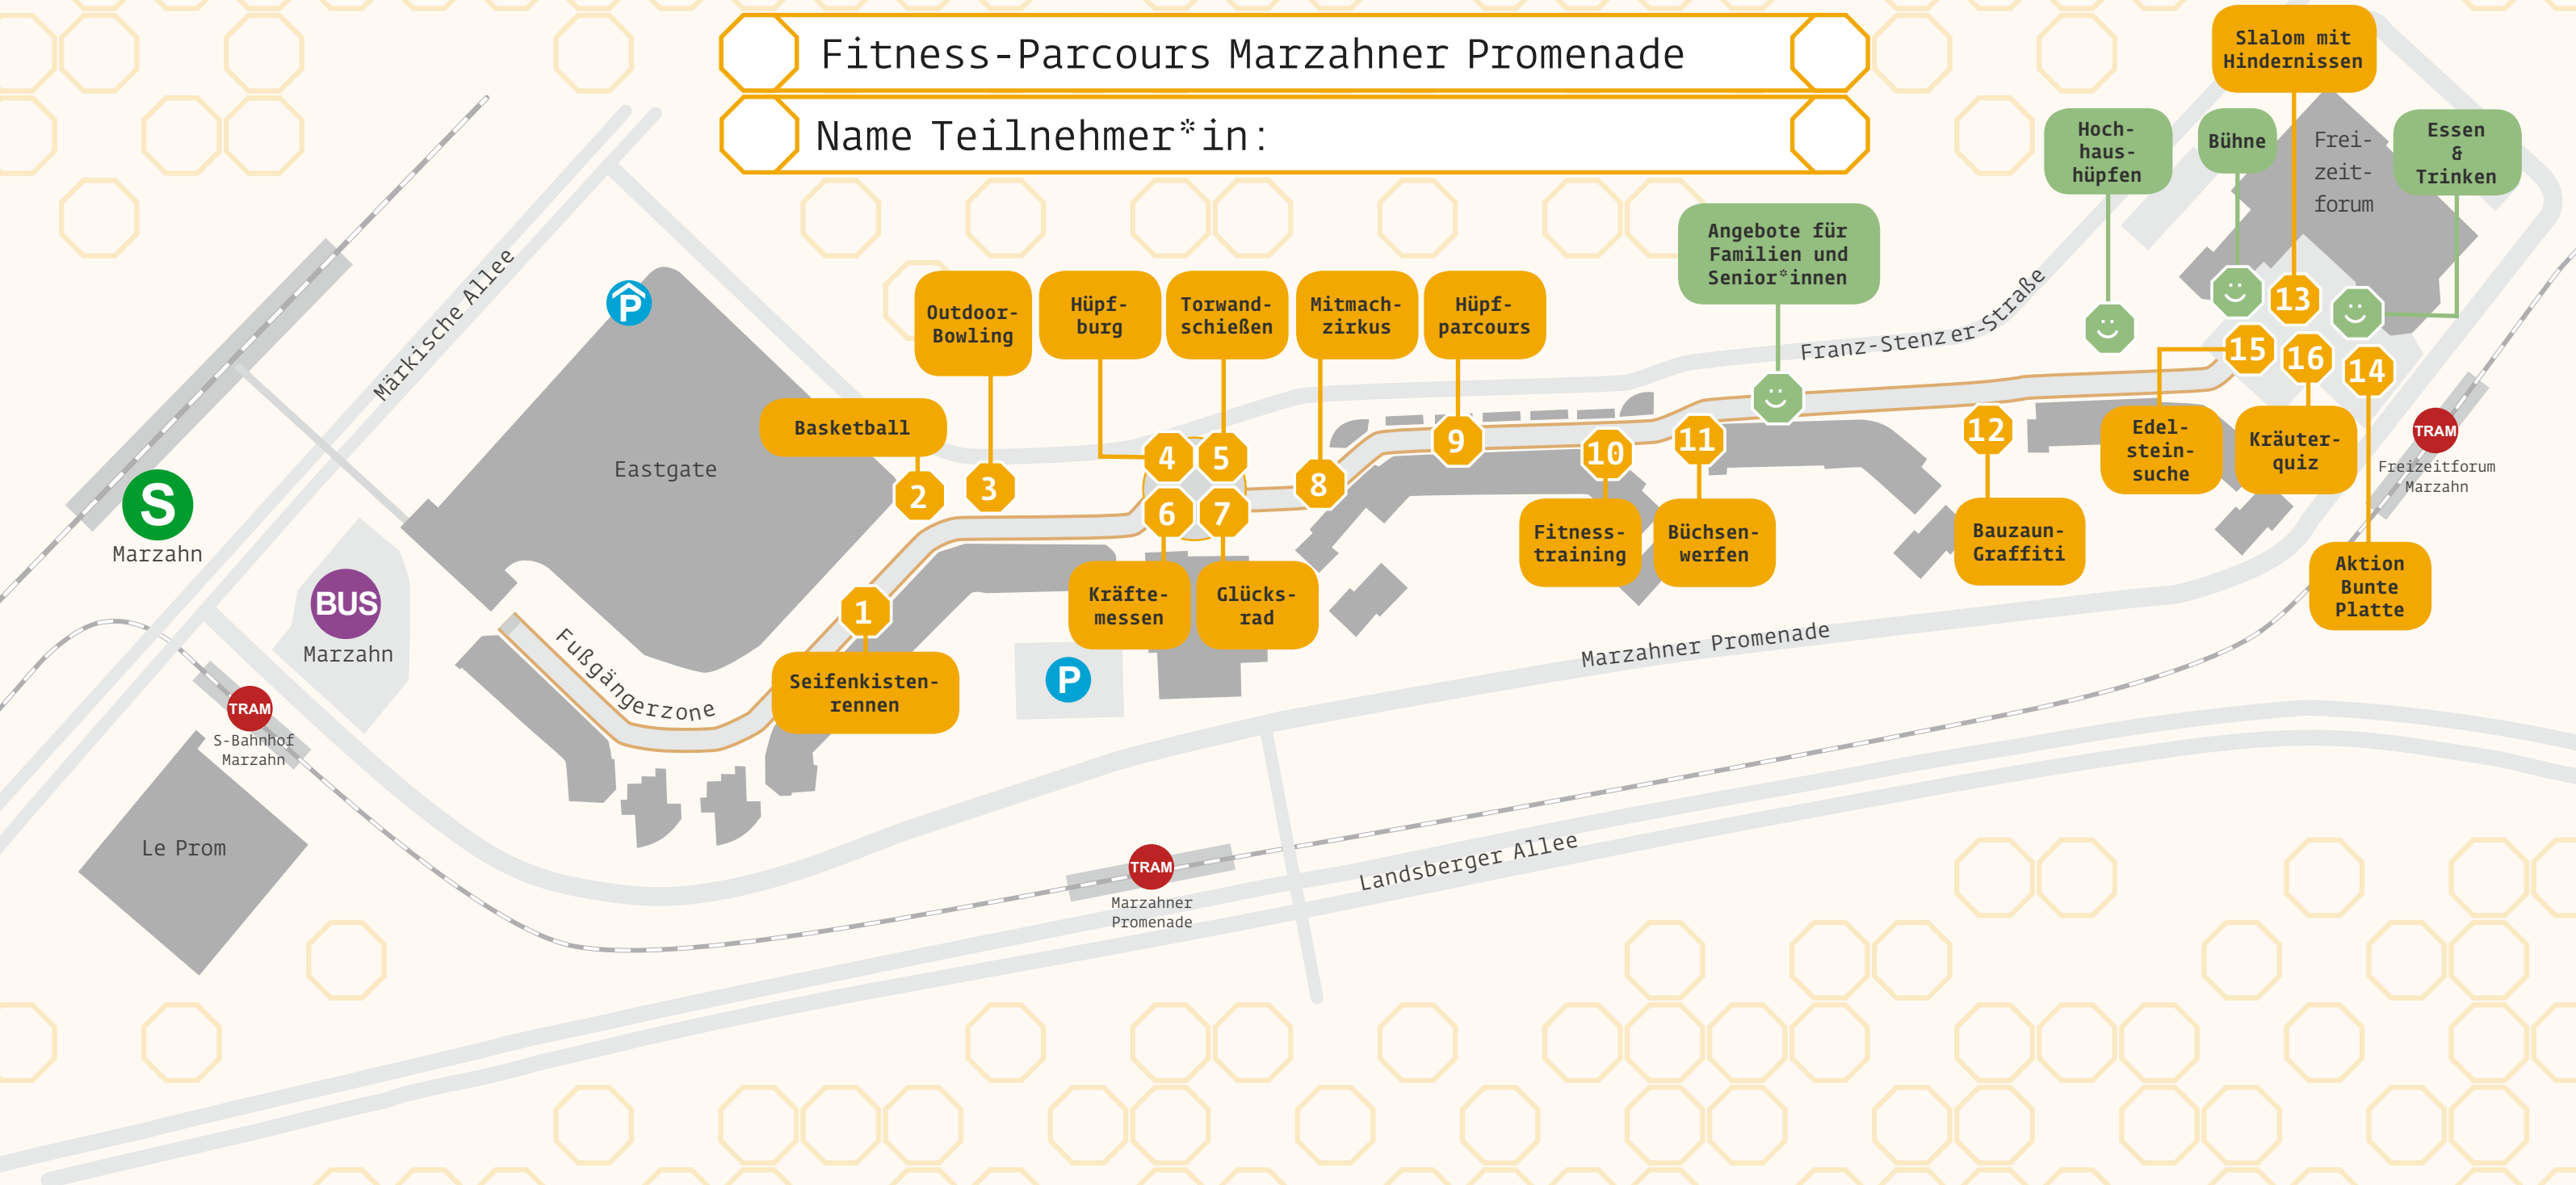 Fitness-Parcours Marzahner Promenade
Name Teilnehmer*in:
Slalom mit
Hindernissen
Hoch-
haus-
hüpfen
Bühne
Frei-
zeit-
forum
Essen
&
Trinken
Angebote für
Familien und
Senior*innen
Franz-Stenzer-Straße
Märkische Allee
P
Eastgate
Outdoor-
Bowling
Hüpf-
burg
Torwand-
schießen
Mitmach-
zirkus
Hüpf-
parcours
Basketball
13
15
16
14
2
3
4
5
6
7
8
9
10
11
12
TRAM
Freizeitforum
Marzahn
Edel-
stein-
suche
Kräuter-
quiz
S
Marzahn
BUS
Marzahn
Fitness-
training
Büchsen-
werfen
Bauzaun-
Graffiti
Aktion
Bunte
Platte
Kräfte-
messen
Glücks-
rad
1
Seifenkisten-
rennen
Fußgängerzone
P
Marzahner Promenade
TRAM
S-Bahnhof
Marzahn
Le Prom
TRAM
Marzahner
Promenade
Landsberger Allee